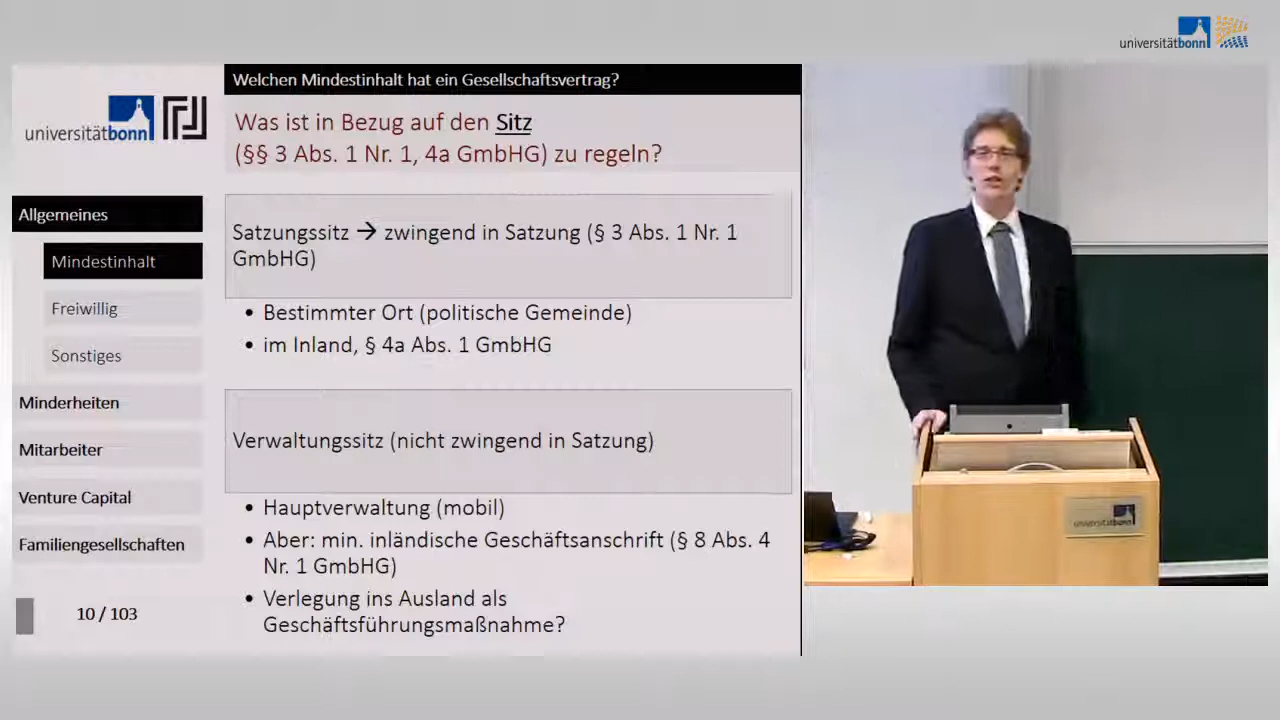 universitätbonn
Welchen Mindestinhalt hat ein Gesellschaftsvertrag?
universitätbonn
Was ist in Bezug auf den Sitz
(§§ 3 Abs. 1 Nr. 1, 4a GmbHG) zu regeln?
Allgemeines
Mindestinhalt
Freiwillig
Sonstiges
Minderheiten
Mitarbeiter
Venture Capital
Familiengesellschaften
10 / 103
Satzungssitz → zwingend in Satzung (§ 3 Abs. 1 Nr. 1
GmbHG)
• Bestimmter Ort (politische Gemeinde)
• im Inland, § 4a Abs. 1 GmbHG
Verwaltungssitz (nicht zwingend in Satzung)
• Hauptverwaltung (mobil)
• Aber: min. inländische Geschäftsanschrift (§ 8 Abs. 4
Nr. 1 GmbHG)
• Verlegung ins Ausland als
Geschäftsführungsmaßnahme?
universitätbonn